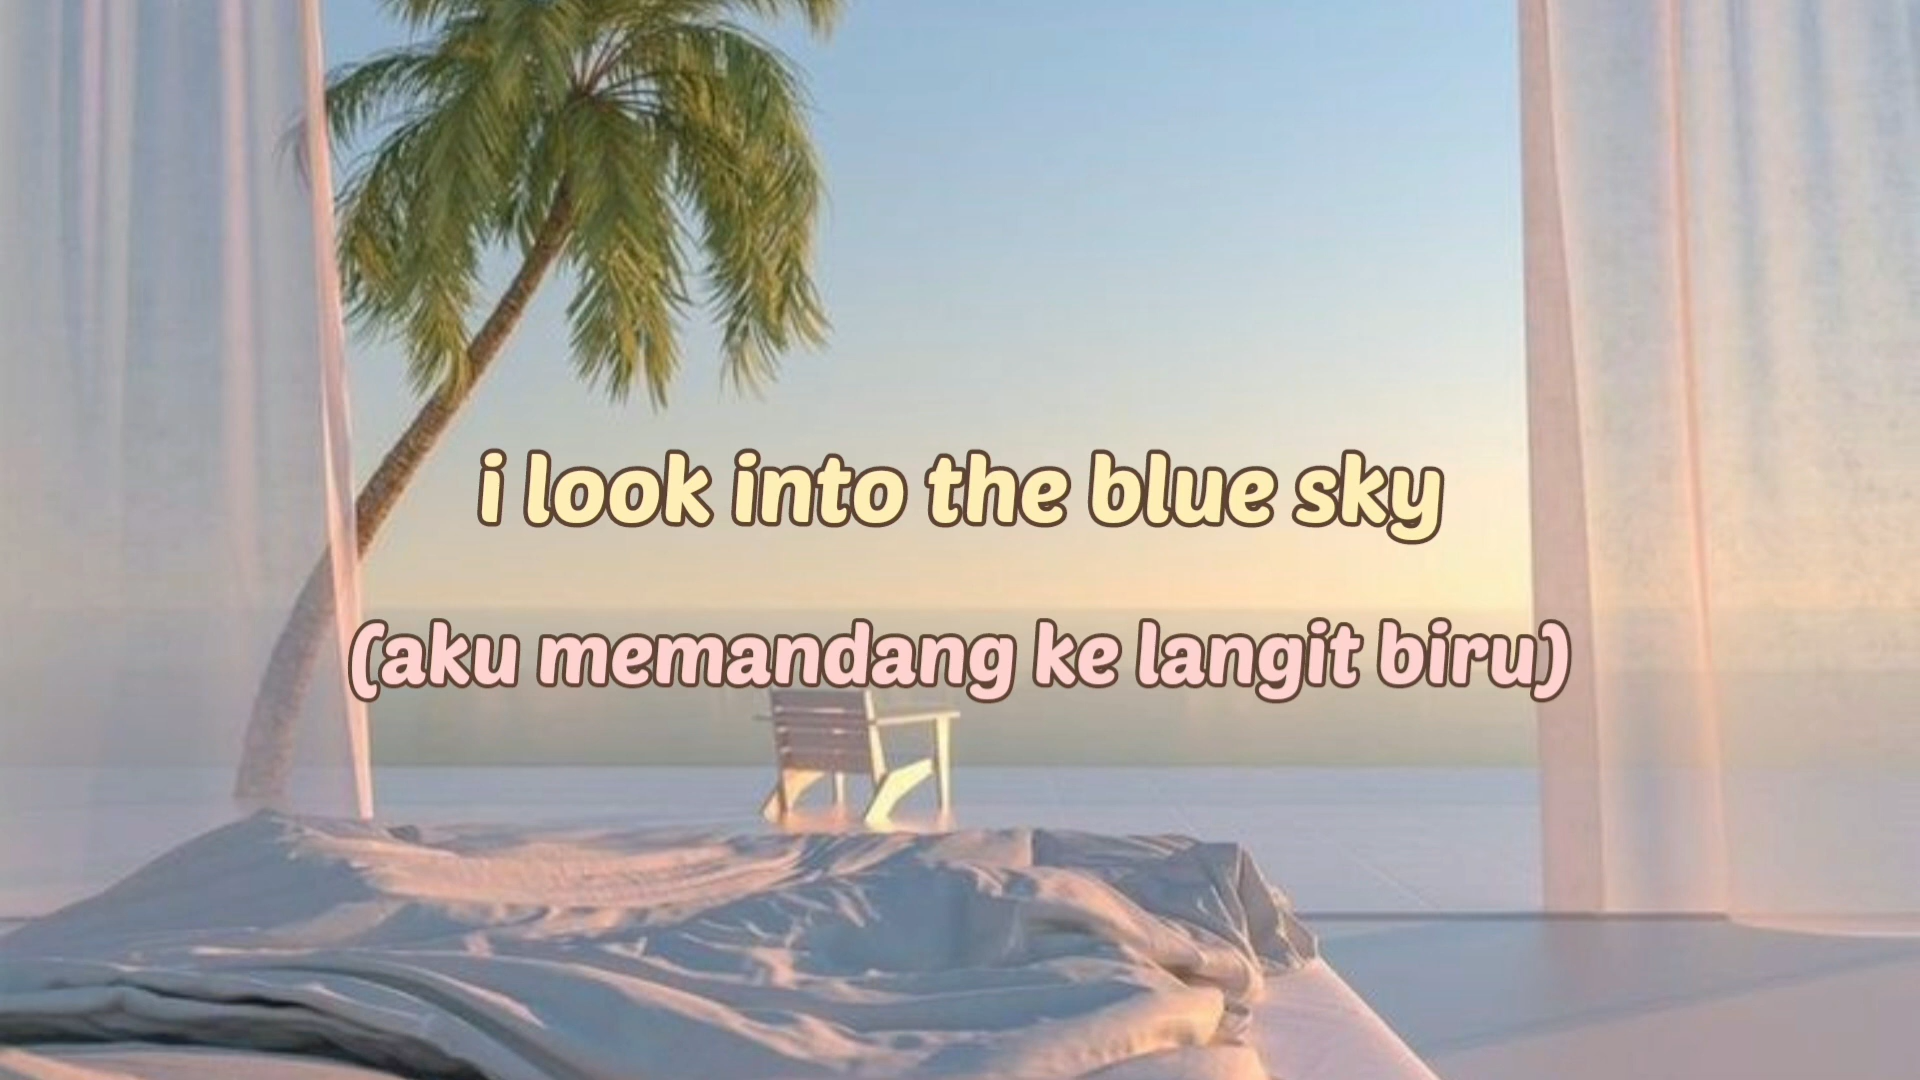 i look into the blue sky
(aku memandang ke langit biru)